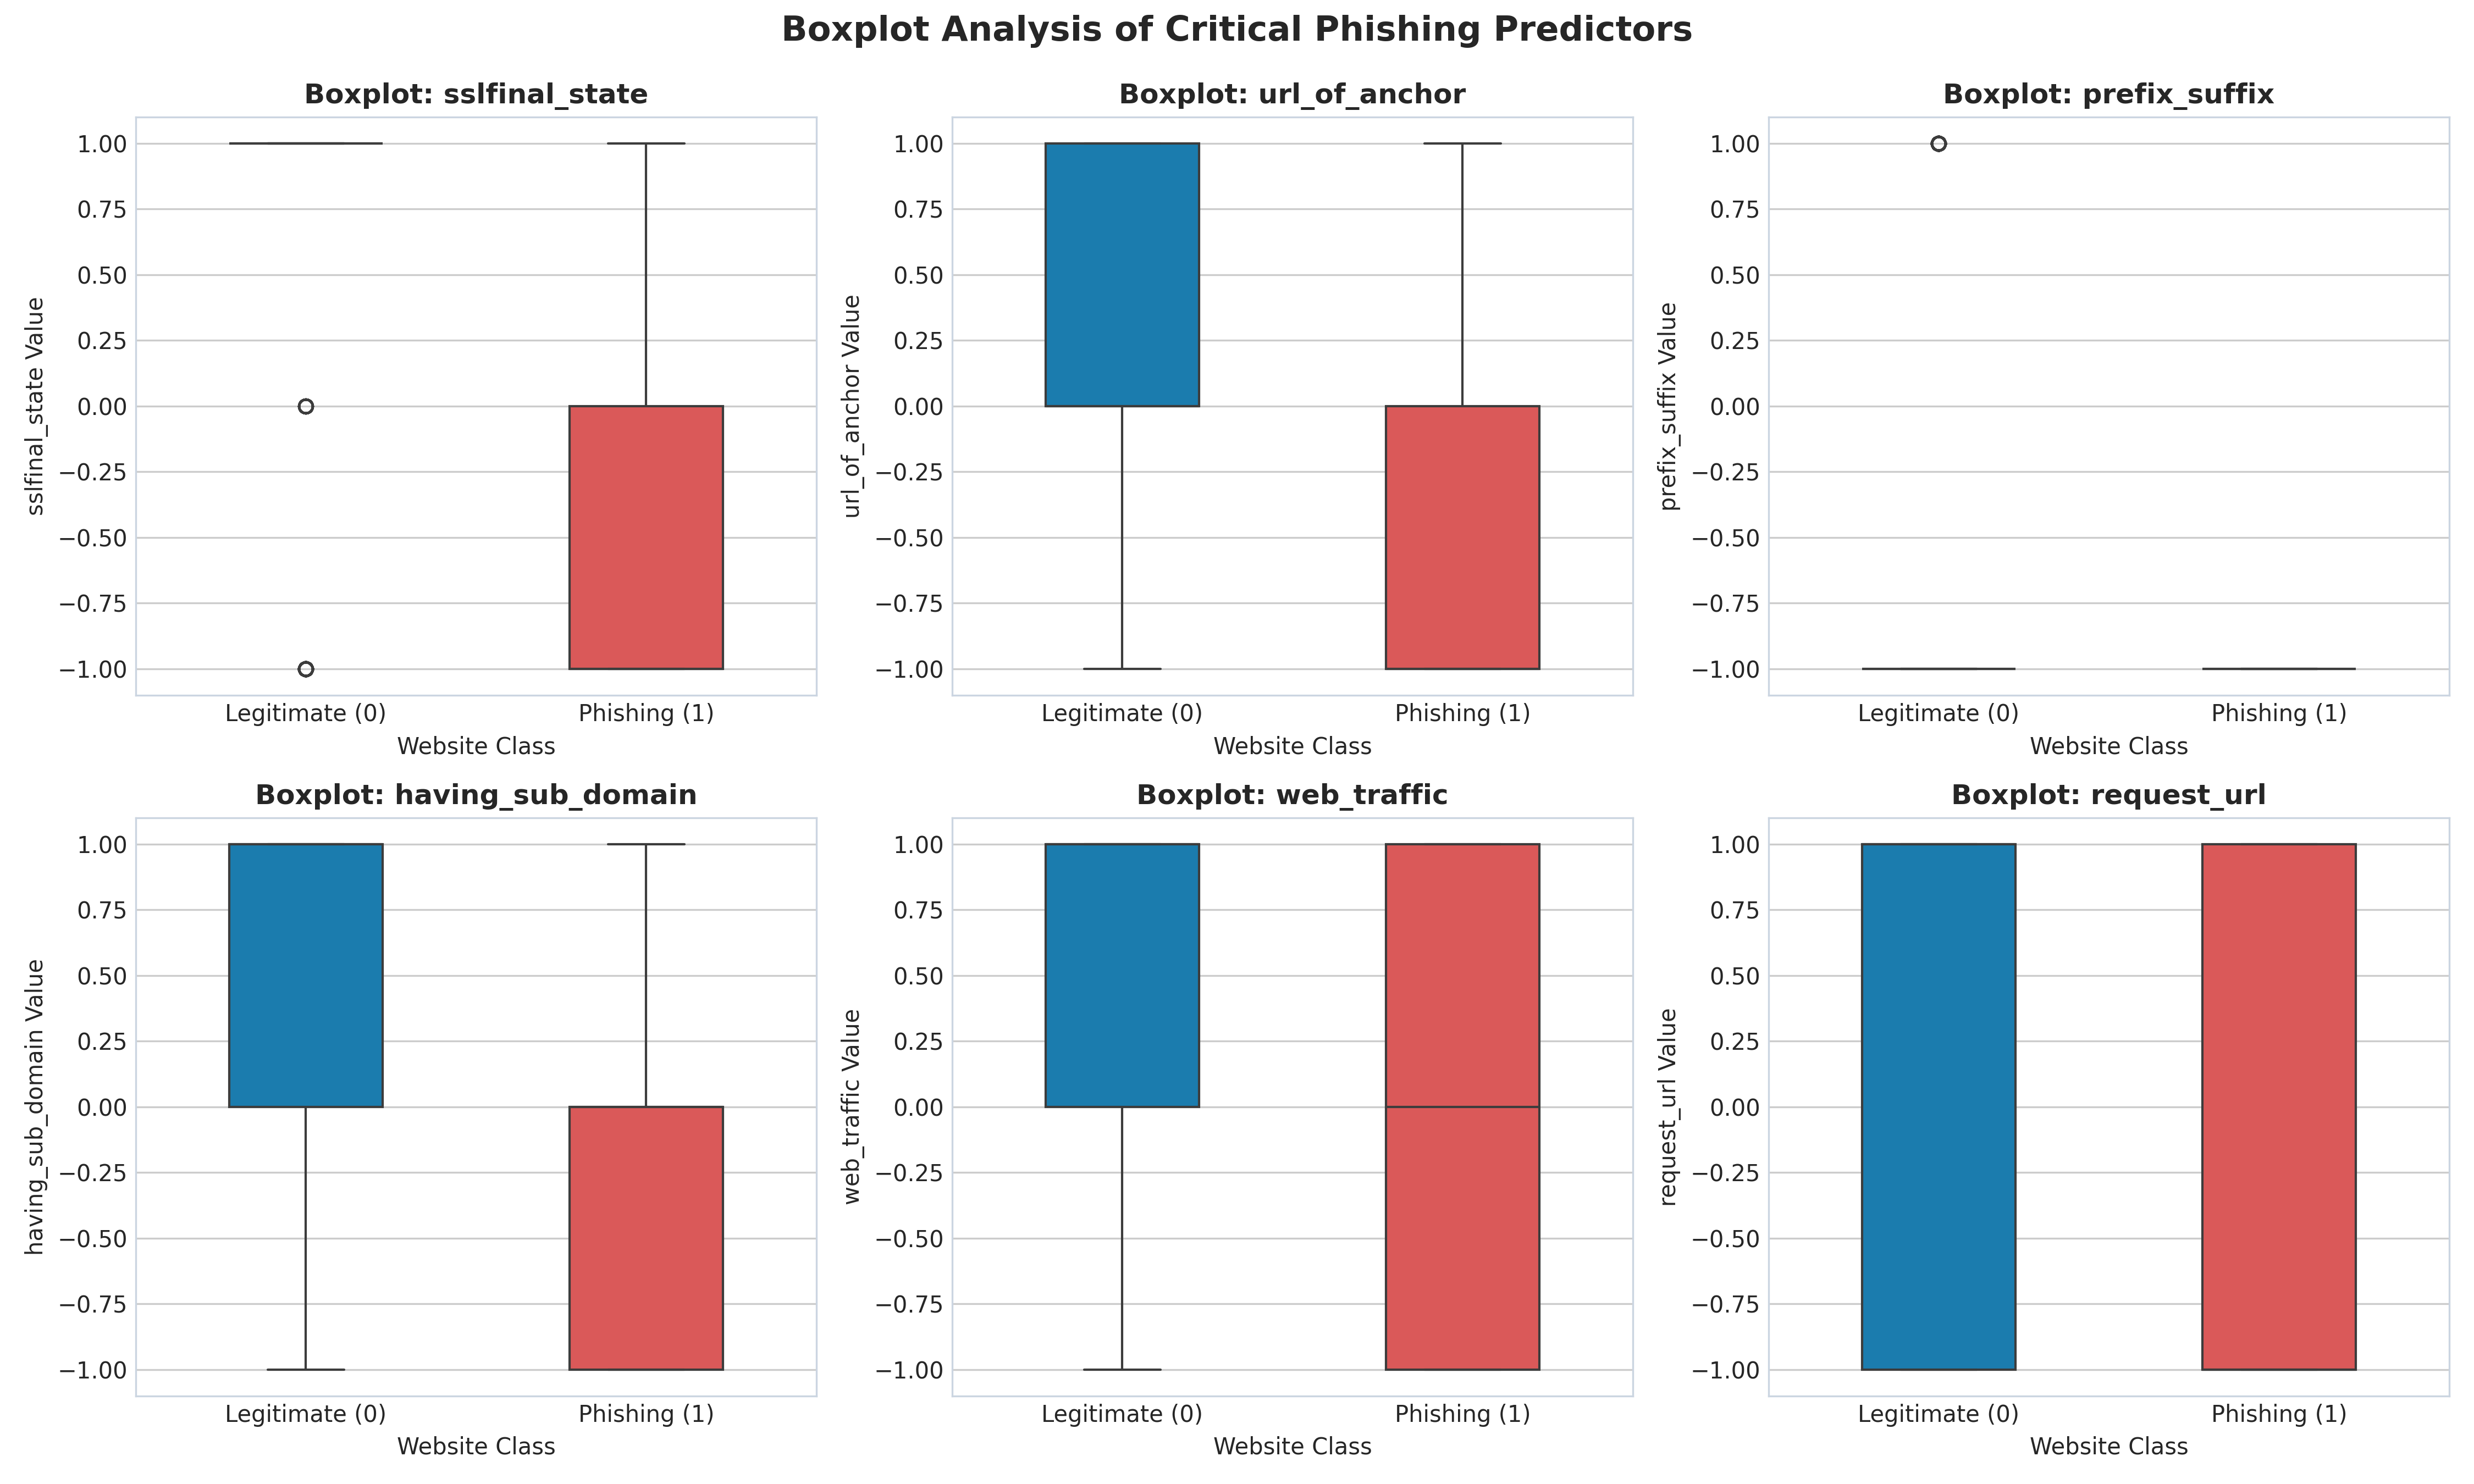 Boxplot Analysis of Critical Phishing Predictors
Boxplot: sslfinal_state
sslfinal_state Value
1.00
0.75
0.50
0.25
0.00
−0.25
−0.50
−0.75
−1.00
Legitimate (0) Phishing (1)
Website Class
Boxplot: url_of_anchor
url_of_anchor Value
1.00
0.75
0.50
0.25
0.00
−0.25
−0.50
−0.75
−1.00
Legitimate (0) Phishing (1)
Website Class
Boxplot: prefix_suffix
prefix_suffix Value
1.00
0.75
0.50
0.25
0.00
−0.25
−0.50
−0.75
−1.00
Legitimate (0) Phishing (1)
Website Class
Boxplot: having_sub_domain
having_sub_domain Value
1.00
0.75
0.50
0.25
0.00
−0.25
−0.50
−0.75
−1.00
Legitimate (0) Phishing (1)
Website Class
Boxplot: web_traffic
web_traffic Value
1.00
0.75
0.50
0.25
0.00
−0.25
−0.50
−0.75
−1.00
Legitimate (0) Phishing (1)
Website Class
Boxplot: request_url
request_url Value
1.00
0.75
0.50
0.25
0.00
−0.25
−0.50
−0.75
−1.00
Legitimate (0) Phishing (1)
Website Class